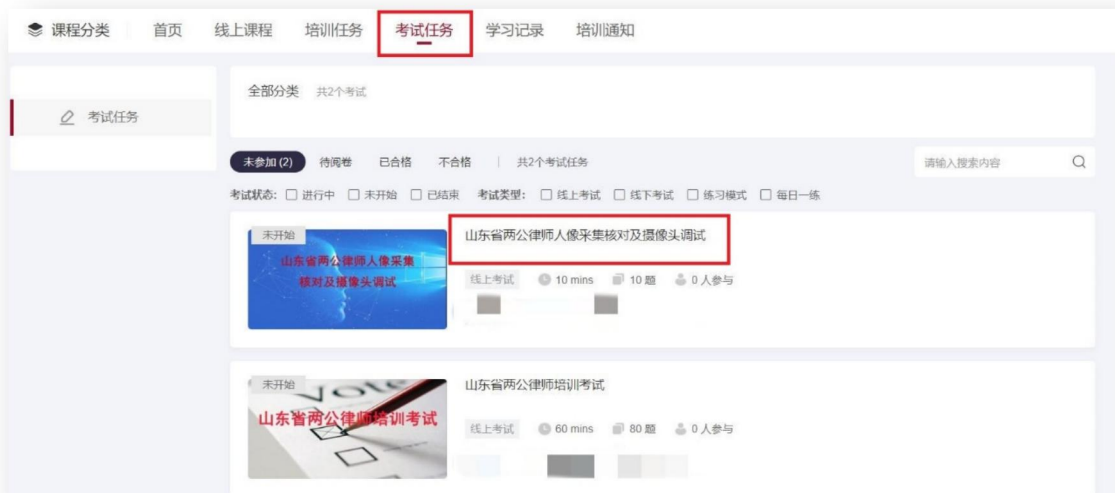 课程分类 首页 线上课程 培训任务 考试任务 学习记录 培训通知
考试任务
全部分类 共2个考试
未参加 (2) 待阅卷 已合格 不合格 | 共2个考试任务 请输入搜索内容
考试状态: 进行中 未开始 已结束 考试类型: 线上考试 线下考试 练习模式 每日一练
未开始
山东省两公律师人像采集
核对及摄像头调试
山东省两公律师人像采集核对及摄像头调试
线上考试 10 mins 10 题 0 人参与
未开始
Vote
山东省两公律师培训考试
山东省两公律师培训考试
线上考试 60 mins 80 题 0 人参与